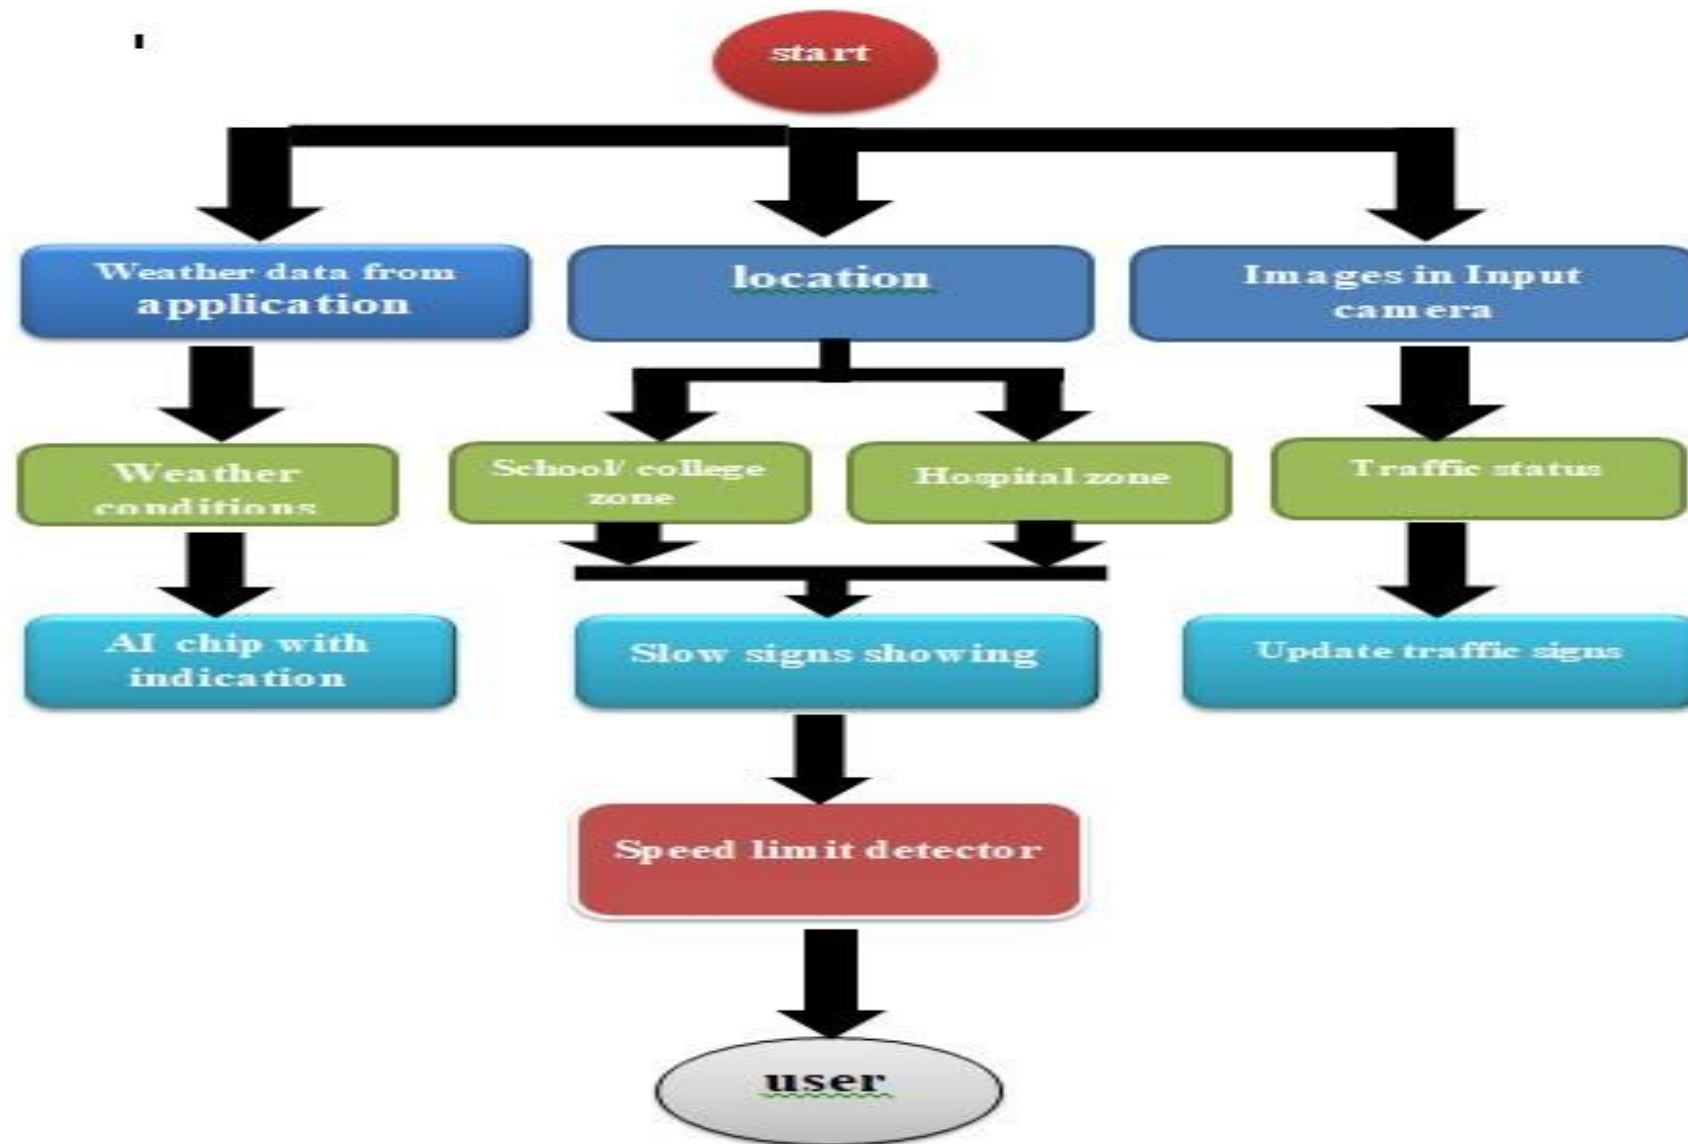 start
Weather data from
application
location
Images in Input
camera
Weather
conditions
School/ college
zone
Hospital zone
Traffic status
AI chip with
indication
Slow signs showing
Update traffic signs
Speed limit detector
user